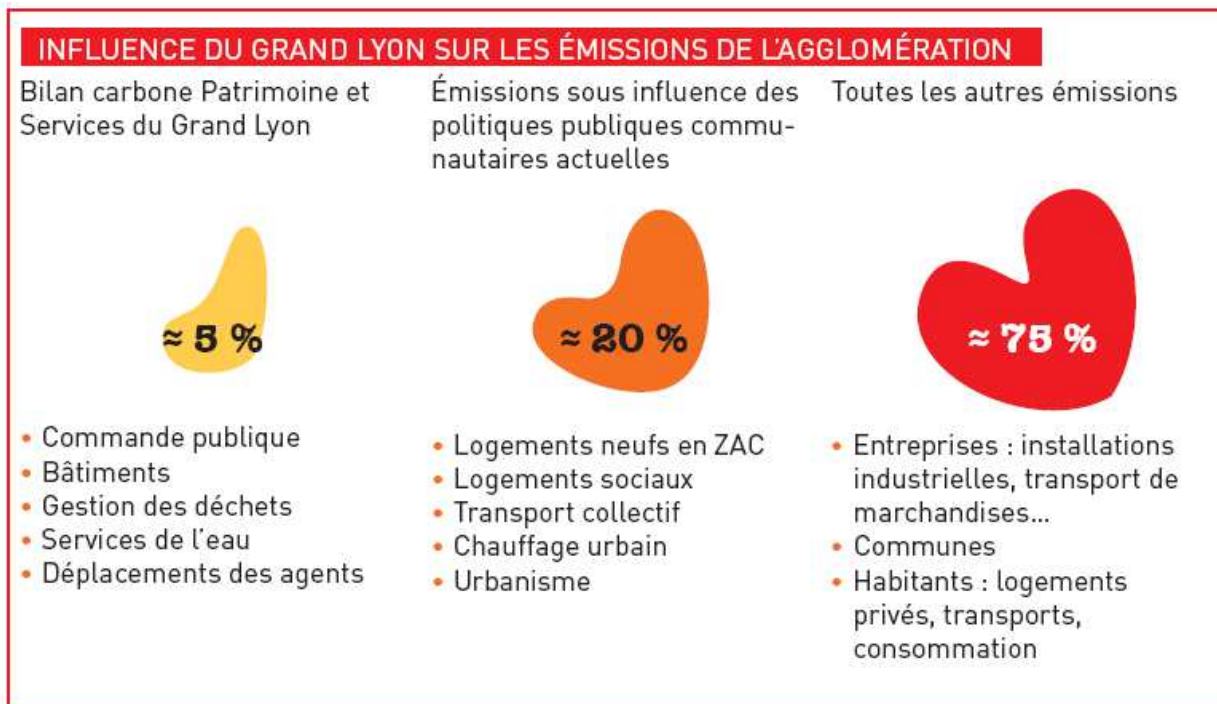 INFLUENCE DU GRAND LYON SUR LES ÉMISSIONS DE L'AGGLOMÉRATION
Bilan carbone Patrimoine et
Services du Grand Lyon
≈ 5 %
• Commande publique
• Bâtiments
• Gestion des déchets
• Services de l'eau
• Déplacements des agents
Émissions sous influence des
politiques publiques commu-
nautaires actuelles
≈ 20 %
• Logements neufs en ZAC
• Logements sociaux
• Transport collectif
• Chauffage urbain
• Urbanisme
Toutes les autres émissions
≈ 75 %
• Entreprises : installations
industrielles, transport de
marchandises...
• Communes
• Habitants : logements
privés, transports,
consommation